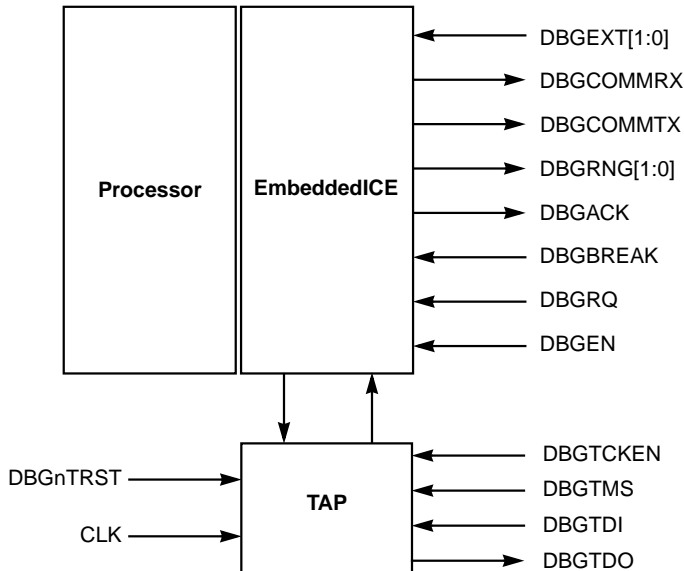 DBGEXT[1:0]
DBGCOMMRX
DBGCOMMTX
DBGRNG[1:0]
Processor
EmbeddedICE
DBGACK
DBGBREAK
DBGRQ
DBGEN
DBGTCKEN
DBGnTRST
DBGTMS
TAP
DBGTDI
CLK
DBGTDO